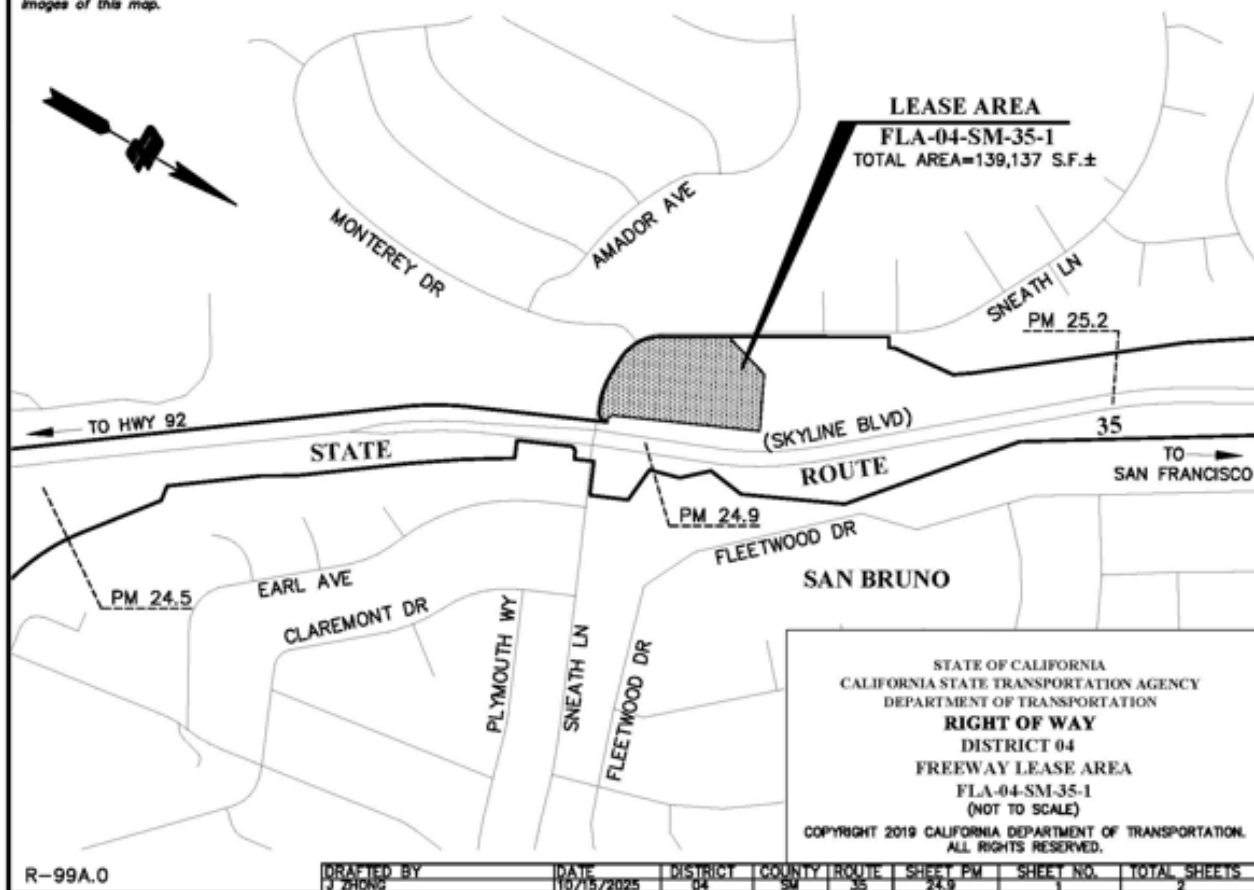 images of this map.
LEASE AREA
FLA-04-SM-35-1
TOTAL AREA=139,137 S.F.±
MONTEREY DR
AMADOR AVE
SNEATH LN
PM 25.2
TO HWY 92
STATE
(SKYLINE BLVD)
ROUTE
35
TO
SAN FRANCISCO
PM 24.9
FLEETWOOD DR
PM 24.5
EARL AVE
CLAREMONT DR
SAN BRUNO
PLYMOUTH WY
SNEATH LN
FLEETWOOD DR
STATE OF CALIFORNIA
CALIFORNIA STATE TRANSPORTATION AGENCY
DEPARTMENT OF TRANSPORTATION
RIGHT OF WAY
DISTRICT 04
FREEWAY LEASE AREA
FLA-04-SM-35-1
(NOT TO SCALE)
COPYRIGHT 2019 CALIFORNIA DEPARTMENT OF TRANSPORTATION.
ALL RIGHTS RESERVED.
R-99A.0
DRAFTED BY DATE DISTRICT COUNTY ROUTE SHEET PM SHEET NO. TOTAL SHEETS
J ZHONG 10/15/2025 04 SM 35 24.9 1 2